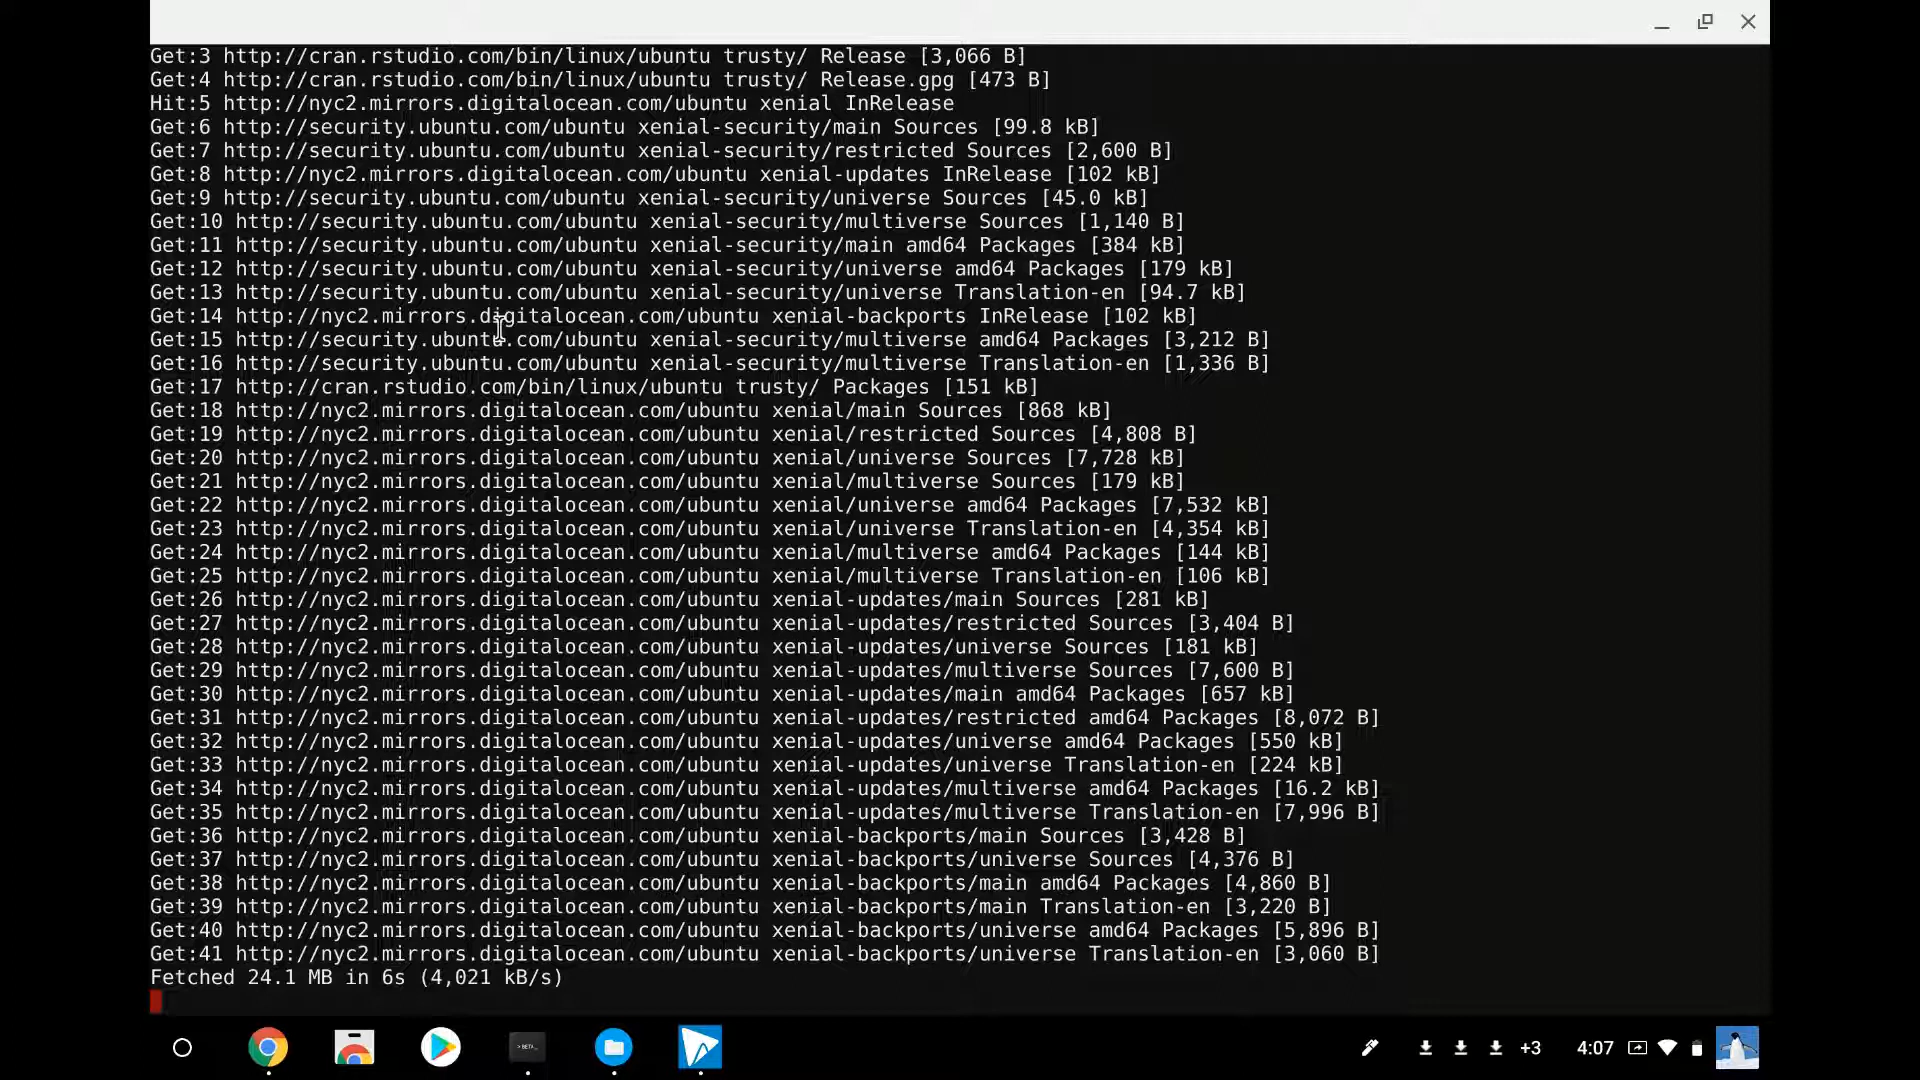 Get:3 http://cran.rstudio.com/bin/linux/ubuntu trusty/ Release [3,066 B]
Get:4 http://cran.rstudio.com/bin/linux/ubuntu trusty/ Release.gpg [473 B]
Hit:5 http://nyc2.mirrors.digitalocean.com/ubuntu xenial InRelease
Get:6 http://security.ubuntu.com/ubuntu xenial-security/main Sources [99.8 kB]
Get:7 http://security.ubuntu.com/ubuntu xenial-security/restricted Sources [2,600 B]
Get:8 http://nyc2.mirrors.digitalocean.com/ubuntu xenial-updates InRelease [102 kB]
Get:9 http://security.ubuntu.com/ubuntu xenial-security/universe Sources [45.0 kB]
Get:10 http://security.ubuntu.com/ubuntu xenial-security/multiverse Sources [1,140 B]
Get:11 http://security.ubuntu.com/ubuntu xenial-security/main amd64 Packages [384 kB]
Get:12 http://security.ubuntu.com/ubuntu xenial-security/universe amd64 Packages [179 kB]
Get:13 http://security.ubuntu.com/ubuntu xenial-security/universe Translation-en [94.7 kB]
Get:14 http://nyc2.mirrors.digitalocean.com/ubuntu xenial-backports InRelease [102 kB]
Get:15 http://security.ubuntu.com/ubuntu xenial-security/multiverse amd64 Packages [3,212 B]
Get:16 http://security.ubuntu.com/ubuntu xenial-security/multiverse Translation-en [1,336 B]
Get:17 http://cran.rstudio.com/bin/linux/ubuntu trusty/ Packages [151 kB]
Get:18 http://nyc2.mirrors.digitalocean.com/ubuntu xenial/main Sources [868 kB]
Get:19 http://nyc2.mirrors.digitalocean.com/ubuntu xenial/restricted Sources [4,808 B]
Get:20 http://nyc2.mirrors.digitalocean.com/ubuntu xenial/universe Sources [7,728 kB]
Get:21 http://nyc2.mirrors.digitalocean.com/ubuntu xenial/multiverse Sources [179 kB]
Get:22 http://nyc2.mirrors.digitalocean.com/ubuntu xenial/universe amd64 Packages [7,532 kB]
Get:23 http://nyc2.mirrors.digitalocean.com/ubuntu xenial/universe Translation-en [4,354 kB]
Get:24 http://nyc2.mirrors.digitalocean.com/ubuntu xenial/multiverse amd64 Packages [144 kB]
Get:25 http://nyc2.mirrors.digitalocean.com/ubuntu xenial/multiverse Translation-en [106 kB]
Get:26 http://nyc2.mirrors.digitalocean.com/ubuntu xenial-updates/main Sources [281 kB]
Get:27 http://nyc2.mirrors.digitalocean.com/ubuntu xenial-updates/restricted Sources [3,404 B]
Get:28 http://nyc2.mirrors.digitalocean.com/ubuntu xenial-updates/universe Sources [181 kB]
Get:29 http://nyc2.mirrors.digitalocean.com/ubuntu xenial-updates/multiverse Sources [7,600 B]
Get:30 http://nyc2.mirrors.digitalocean.com/ubuntu xenial-updates/main amd64 Packages [657 kB]
Get:31 http://nyc2.mirrors.digitalocean.com/ubuntu xenial-updates/restricted amd64 Packages [8,072 B]
Get:32 http://nyc2.mirrors.digitalocean.com/ubuntu xenial-updates/universe amd64 Packages [550 kB]
Get:33 http://nyc2.mirrors.digitalocean.com/ubuntu xenial-updates/universe Translation-en [224 kB]
Get:34 http://nyc2.mirrors.digitalocean.com/ubuntu xenial-updates/multiverse amd64 Packages [16.2 kB]
Get:35 http://nyc2.mirrors.digitalocean.com/ubuntu xenial-updates/multiverse Translation-en [7,996 B]
Get:36 http://nyc2.mirrors.digitalocean.com/ubuntu xenial-backports/main Sources [3,428 B]
Get:37 http://nyc2.mirrors.digitalocean.com/ubuntu xenial-backports/universe Sources [4,376 B]
Get:38 http://nyc2.mirrors.digitalocean.com/ubuntu xenial-backports/main amd64 Packages [4,860 B]
Get:39 http://nyc2.mirrors.digitalocean.com/ubuntu xenial-backports/main Translation-en [3,220 B]
Get:40 http://nyc2.mirrors.digitalocean.com/ubuntu xenial-backports/universe amd64 Packages [5,896 B]
Get:41 http://nyc2.mirrors.digitalocean.com/ubuntu xenial-backports/universe Translation-en [3,060 B]
Fetched 24.1 MB in 6s (4,021 kB/s)
>BETA_
+3 4:07